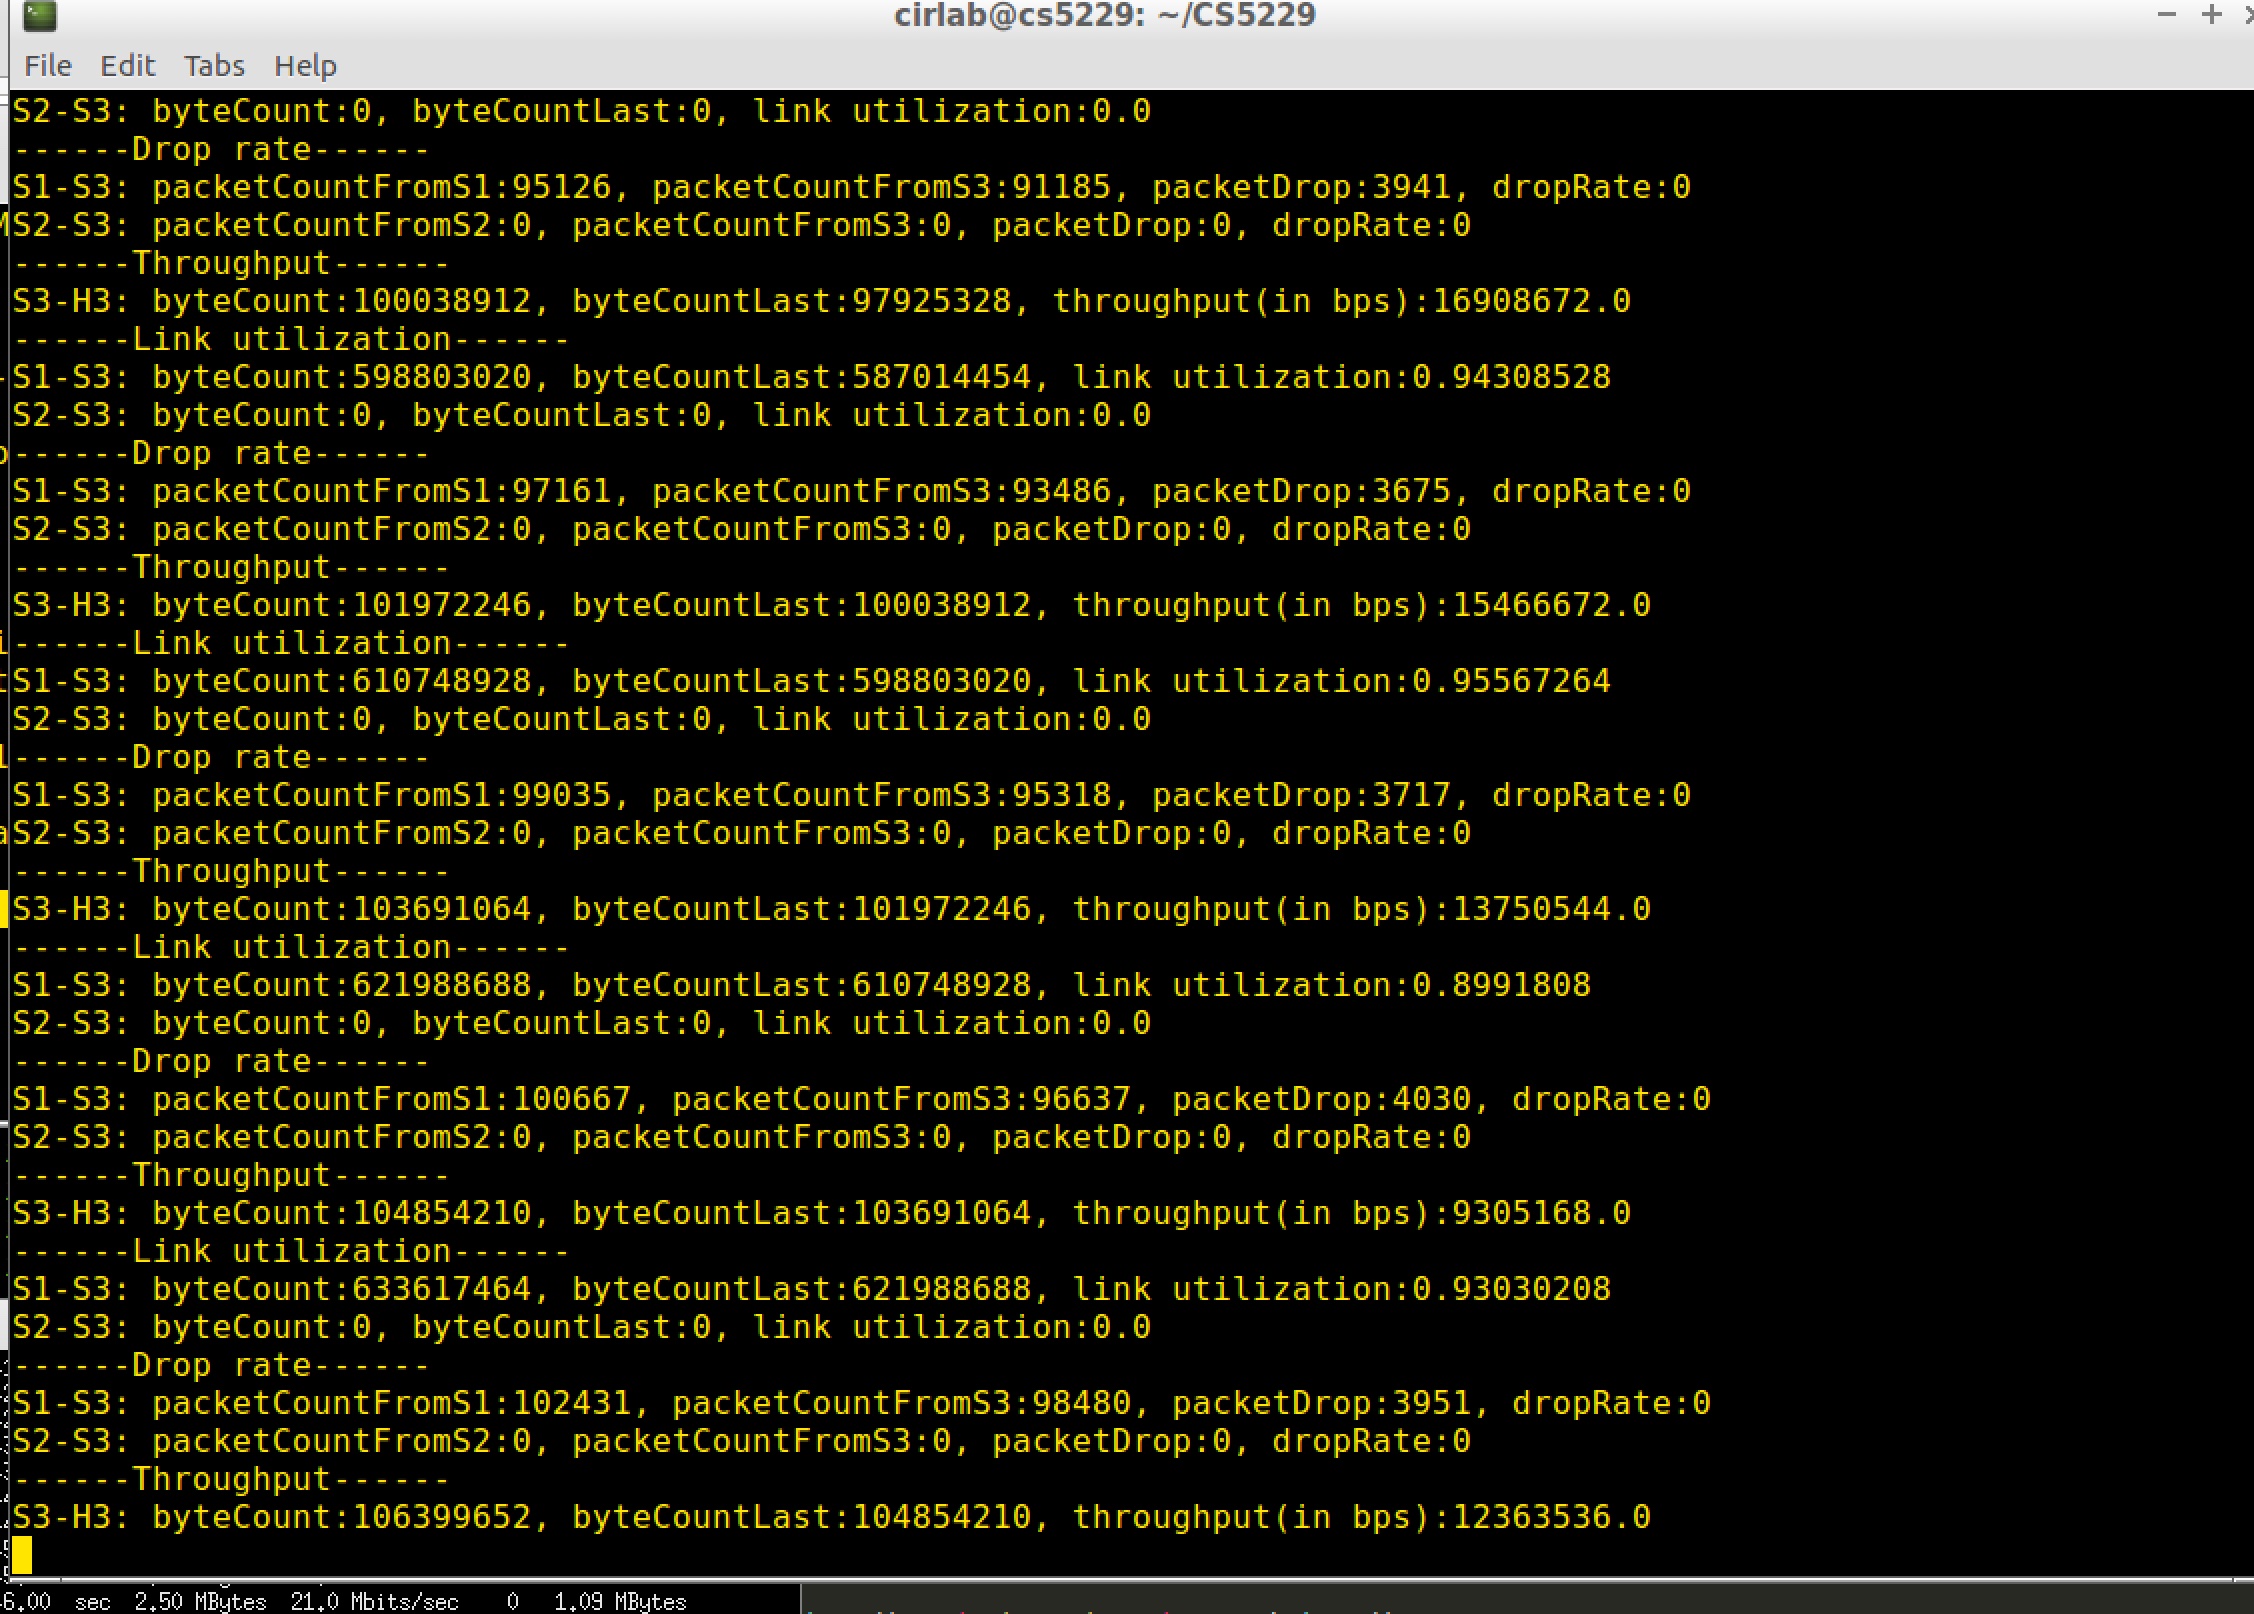 cirlab@cs5229: ~/CS5229
File Edit Tabs Help
S2-S3: byteCount:0, byteCountLast:0, link utilization:0.0
------Drop rate------
S1-S3: packetCountFromS1:95126, packetCountFromS3:91185, packetDrop:3941, dropRate:0
S2-S3: packetCountFromS2:0, packetCountFromS3:0, packetDrop:0, dropRate:0
------Throughput------
S3-H3: byteCount:100038912, byteCountLast:97925328, throughput(in bps):16908672.0
------Link utilization------
S1-S3: byteCount:598803020, byteCountLast:587014454, link utilization:0.94308528
S2-S3: byteCount:0, byteCountLast:0, link utilization:0.0
------Drop rate------
S1-S3: packetCountFromS1:97161, packetCountFromS3:93486, packetDrop:3675, dropRate:0
S2-S3: packetCountFromS2:0, packetCountFromS3:0, packetDrop:0, dropRate:0
------Throughput------
S3-H3: byteCount:101972246, byteCountLast:100038912, throughput(in bps):15466672.0
------Link utilization------
S1-S3: byteCount:610748928, byteCountLast:598803020, link utilization:0.95567264
S2-S3: byteCount:0, byteCountLast:0, link utilization:0.0
------Drop rate------
S1-S3: packetCountFromS1:99035, packetCountFromS3:95318, packetDrop:3717, dropRate:0
S2-S3: packetCountFromS2:0, packetCountFromS3:0, packetDrop:0, dropRate:0
------Throughput------
S3-H3: byteCount:103691064, byteCountLast:101972246, throughput(in bps):13750544.0
------Link utilization------
S1-S3: byteCount:621988688, byteCountLast:610748928, link utilization:0.8991808
S2-S3: byteCount:0, byteCountLast:0, link utilization:0.0
------Drop rate------
S1-S3: packetCountFromS1:100667, packetCountFromS3:96637, packetDrop:4030, dropRate:0
S2-S3: packetCountFromS2:0, packetCountFromS3:0, packetDrop:0, dropRate:0
------Throughput------
S3-H3: byteCount:104854210, byteCountLast:103691064, throughput(in bps):9305168.0
------Link utilization------
S1-S3: byteCount:633617464, byteCountLast:621988688, link utilization:0.93030208
S2-S3: byteCount:0, byteCountLast:0, link utilization:0.0
------Drop rate------
S1-S3: packetCountFromS1:102431, packetCountFromS3:98480, packetDrop:3951, dropRate:0
S2-S3: packetCountFromS2:0, packetCountFromS3:0, packetDrop:0, dropRate:0
------Throughput------
S3-H3: byteCount:106399652, byteCountLast:104854210, throughput(in bps):12363536.0
6.00 sec 2.50 MBytes 21.0 Mbits/sec 0 1.09 MBytes